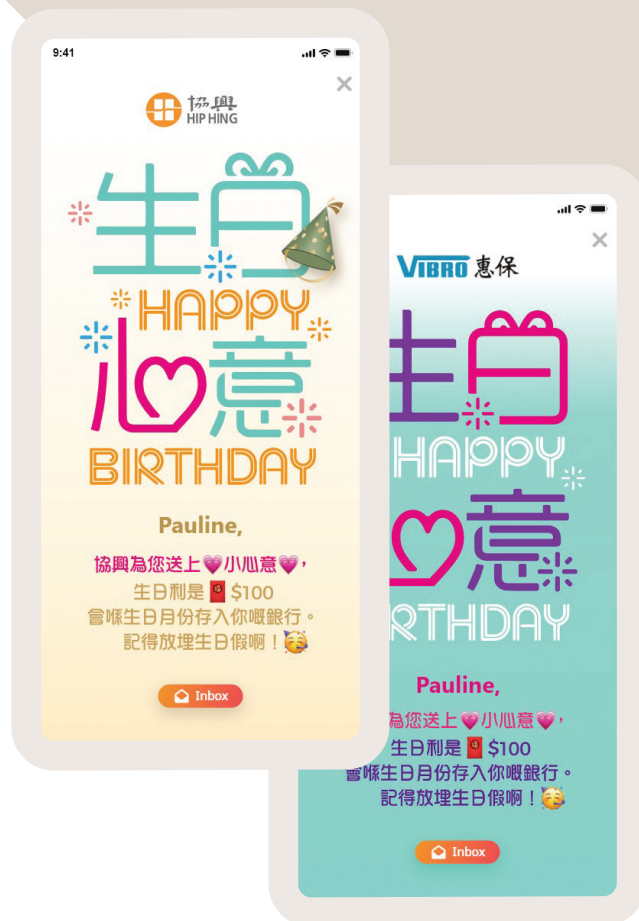 9:41
協興
HIP HING
生日
HAPPY
心意
BIRTHDAY
Pauline,
協興為您送上💗小心意💗,
生日利是🧧 $100
會喺生日月份存入你嘅銀行。
記得放埋生日假啊!🥳
Inbox
VIBRO 惠保
生日
HAPPY
意
RTHDAY
Pauline,
為您送上💗小心意💗,
生日利是🧧 $100
會喺生日月份存入你嘅銀行。
記得放埋生日假啊!🥳
Inbox